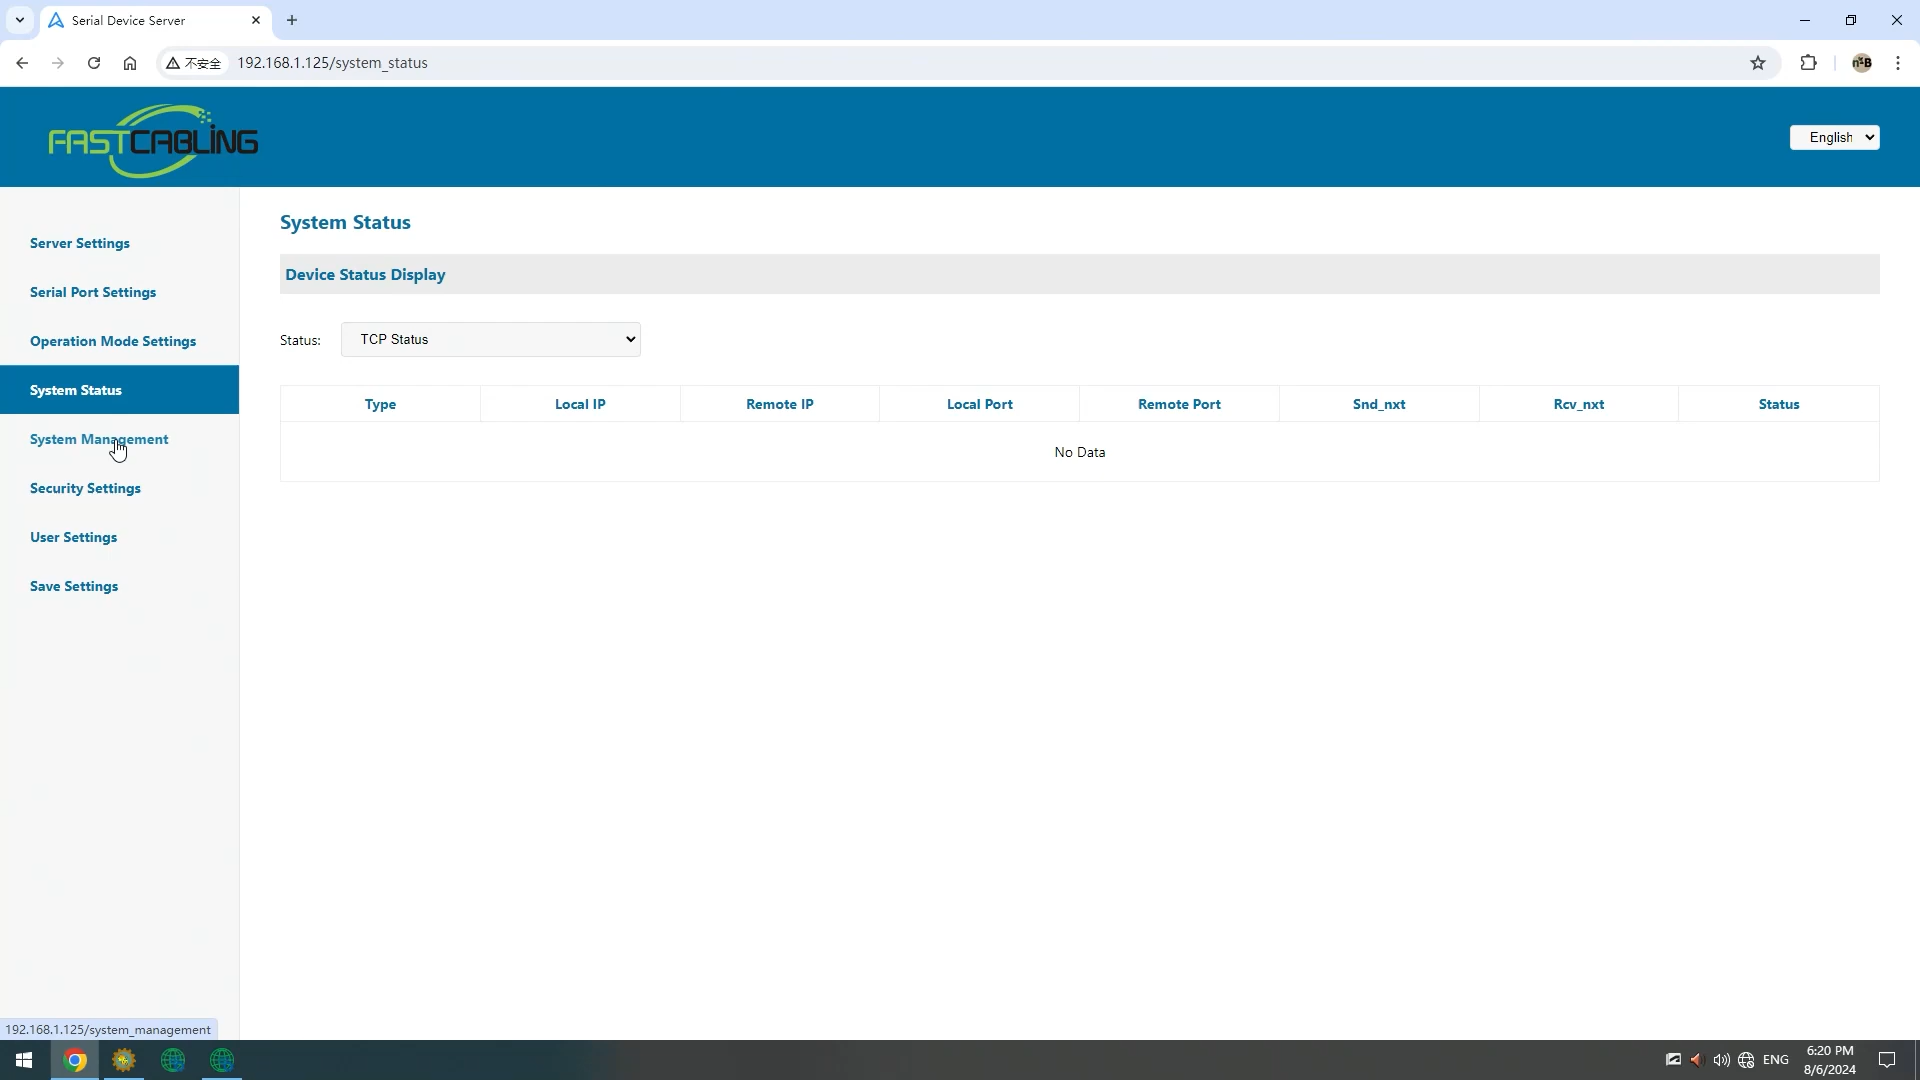 Serial Device Server
不安全
192.168.1.125/system_status
FASTCABLING
English
Server Settings
Serial Port Settings
Operation Mode Settings
System Status
System Management
Security Settings
User Settings
Save Settings
System Status
Device Status Display
Status:
TCP Status
Type Local IP Remote IP Local Port Remote Port Snd_nxt Rcv_nxt Status
No Data
192.168.1.125/system_management
ENG
6:20 PM
8/6/2024